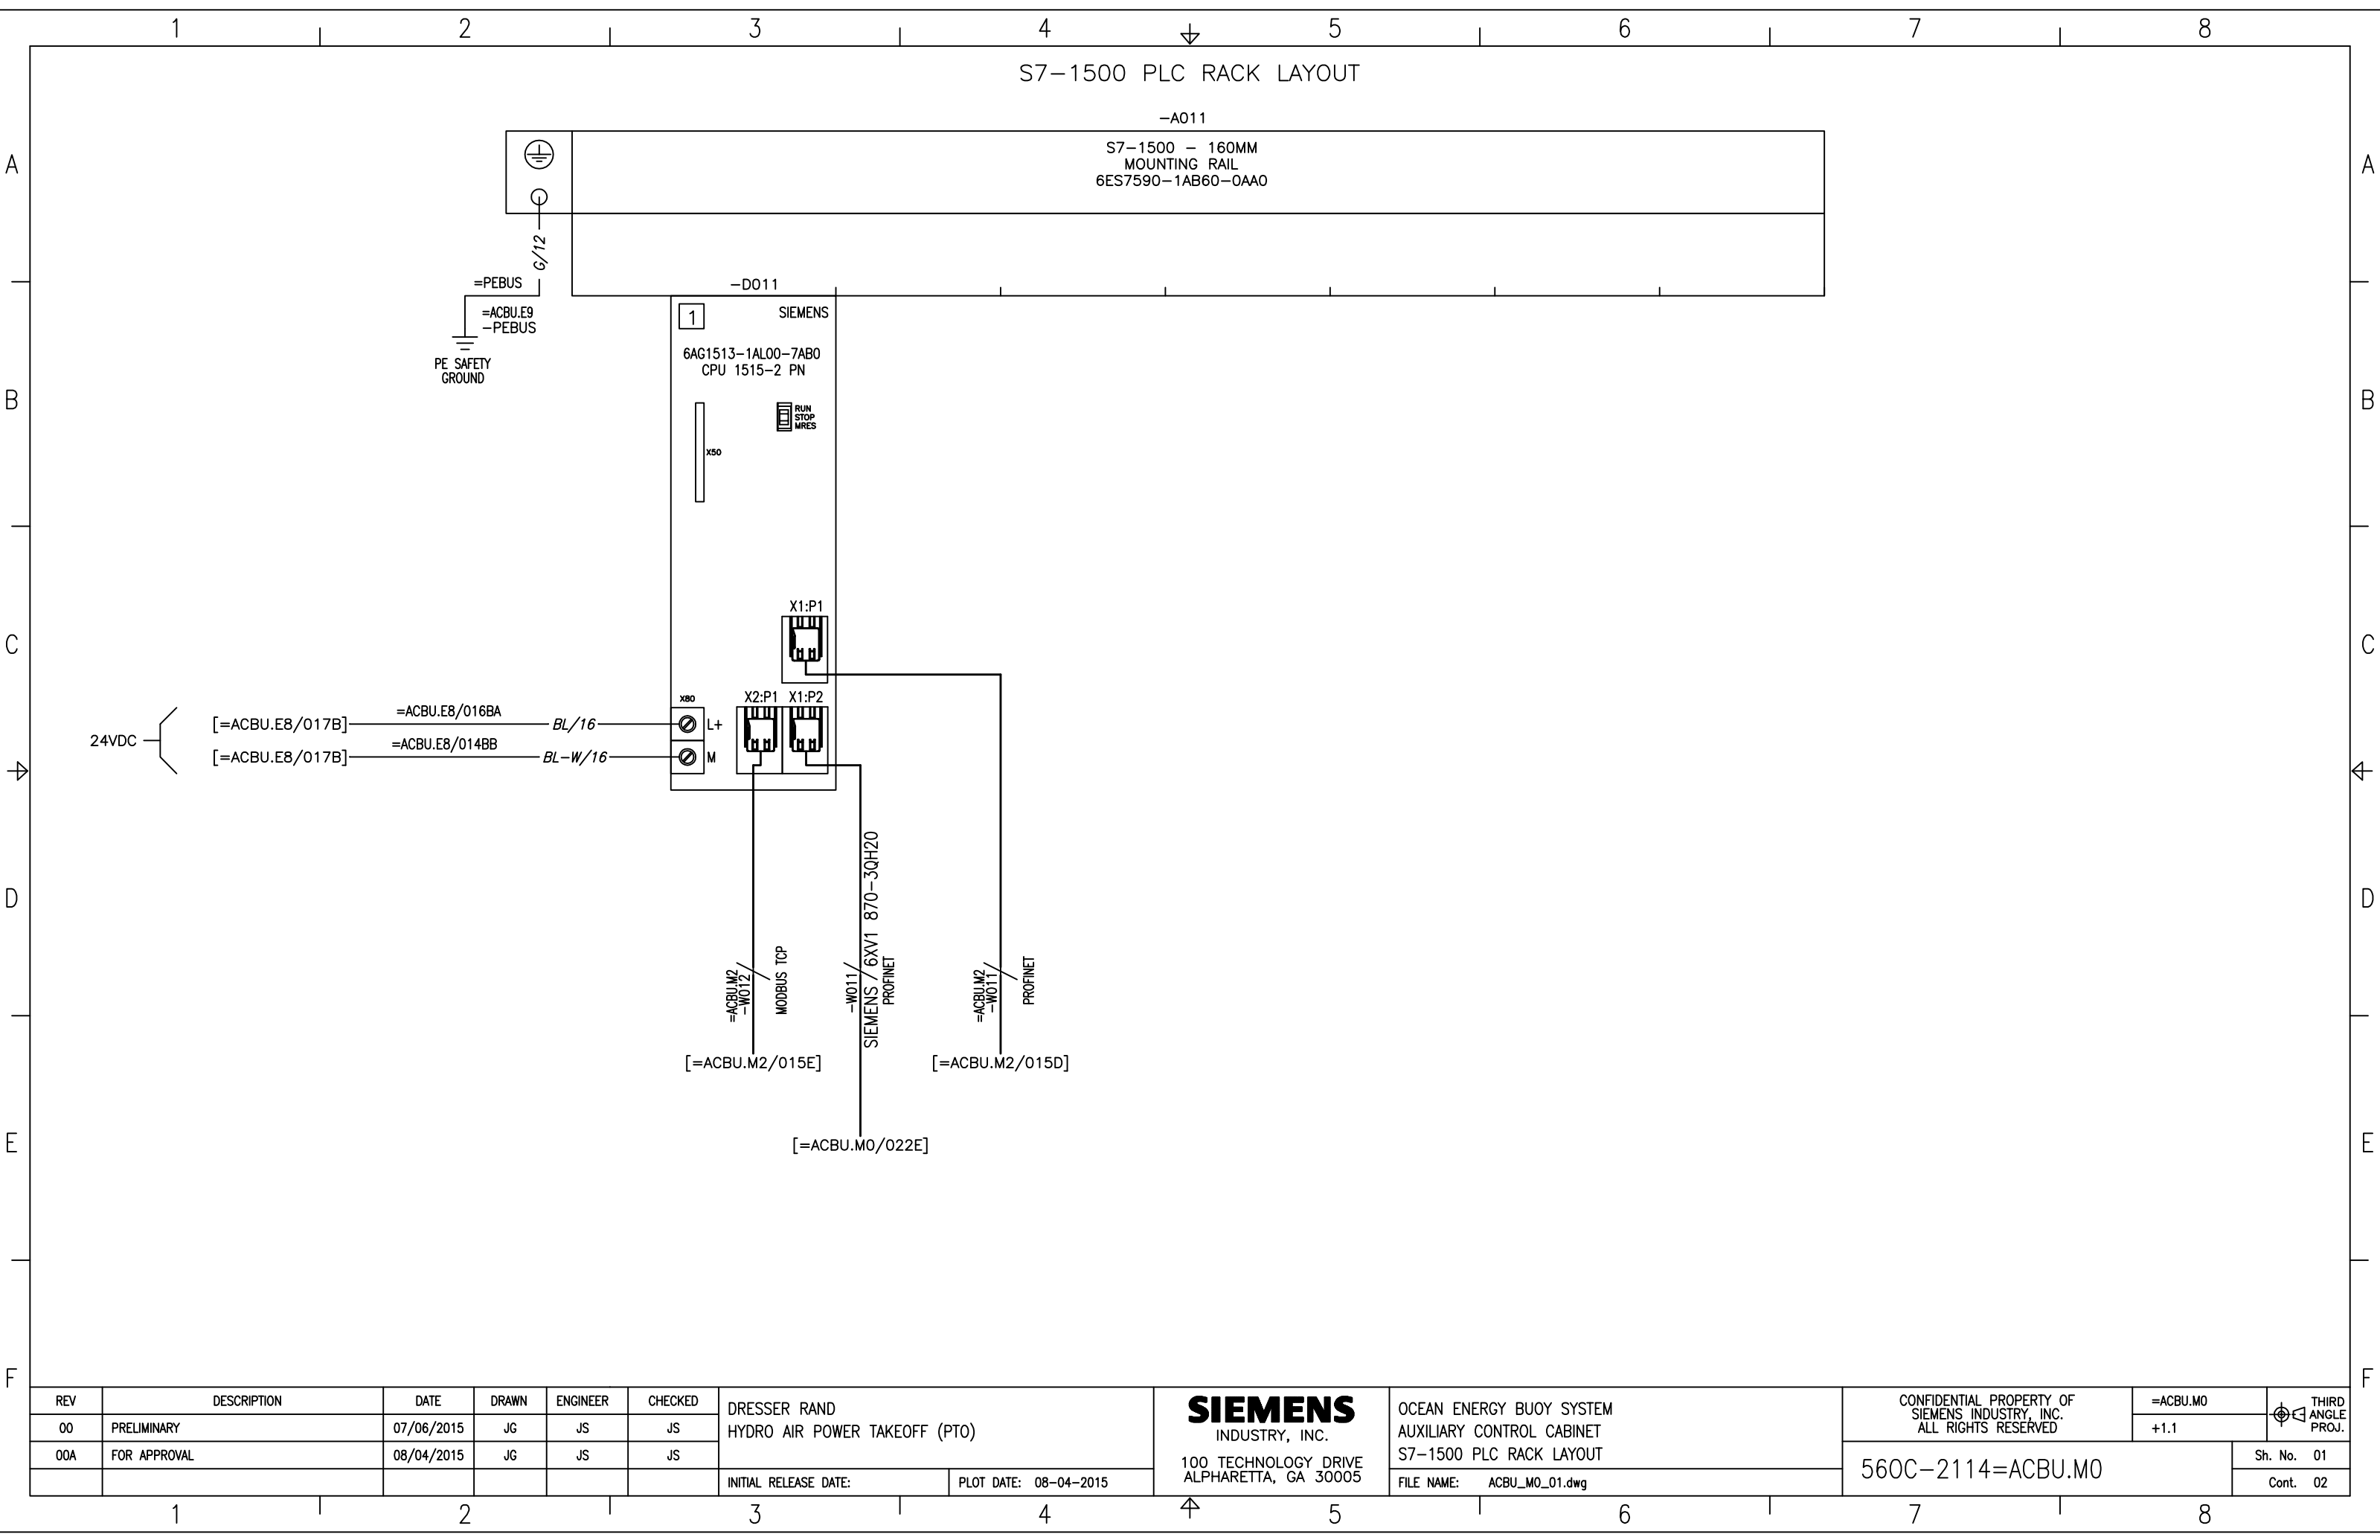 1 2 3 4 5 6 7 8
S7-1500 PLC RACK LAYOUT
-A011
S7-1500 - 160MM
MOUNTING RAIL
6ES7590-1AB60-0AA0
A A
G/12
=PEBUS
=ACBU.E9
-PEBUS
PE SAFETY
GROUND
-D011
1 SIEMENS
6AG1513-1AL00-7AB0
CPU 1515-2 PN
B B
RUN
STOP
MRES
X50
X1:P1
C C
X80 X2:P1 X1:P2
24VDC
[=ACBU.E8/017B] =ACBU.E8/016BA BL/16 L+
[=ACBU.E8/017B] =ACBU.E8/014BB BL-W/16 M
D D
=ACBU.M2
-W012
MODBUS TCP
-W011
SIEMENS / 6XV1 870-3QH20
PROFINET
=ACBU.M2
-W011
PROFINET
[=ACBU.M2/015E] [=ACBU.M2/015D]
[=ACBU.M0/022E]
E E
F F
REV DESCRIPTION DATE DRAWN ENGINEER CHECKED
00 PRELIMINARY 07/06/2015 JG JS JS
00A FOR APPROVAL 08/04/2015 JG JS JS
DRESSER RAND
HYDRO AIR POWER TAKEOFF (PTO)
INITIAL RELEASE DATE: PLOT DATE: 08-04-2015
SIEMENS
INDUSTRY, INC.
100 TECHNOLOGY DRIVE
ALPHARETTA, GA 30005
OCEAN ENERGY BUOY SYSTEM
AUXILIARY CONTROL CABINET
S7-1500 PLC RACK LAYOUT
FILE NAME: ACBU_M0_01.dwg
CONFIDENTIAL PROPERTY OF
SIEMENS INDUSTRY, INC.
ALL RIGHTS RESERVED
=ACBU.M0
+1.1
THIRD
ANGLE
PROJ.
560C-2114=ACBU.M0
Sh. No. 01
Cont. 02
1 2 3 4 5 6 7 8